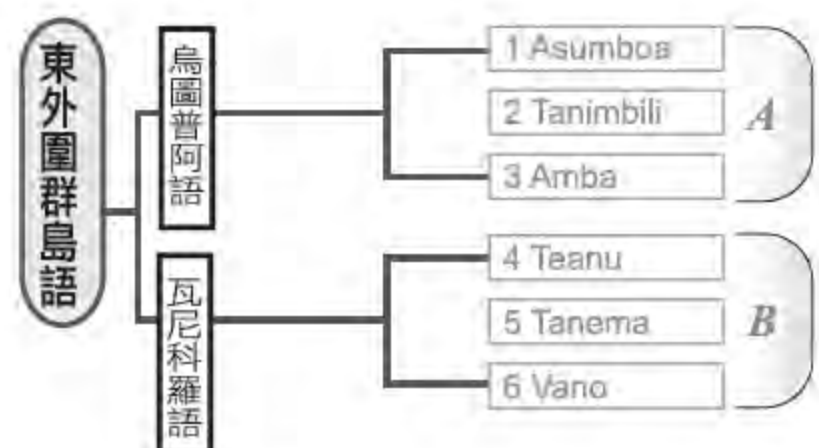 東外圍群島語
烏圖普阿語
1 Asumboa
2 Tanimbili
3 Amba
A
瓦尼科羅語
4 Teanu
5 Tanema
6 Vano
B